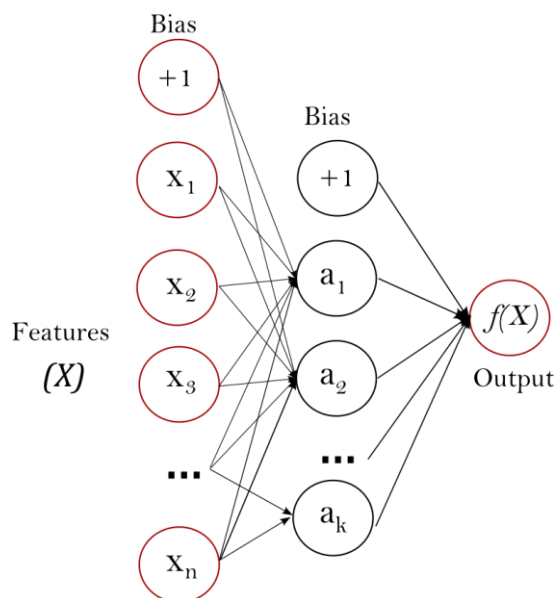 Bias
+1
Bias
x1
+1
x2
a1
f(X)
Features
(X)
x3
a2
Output
...
...
ak
xn